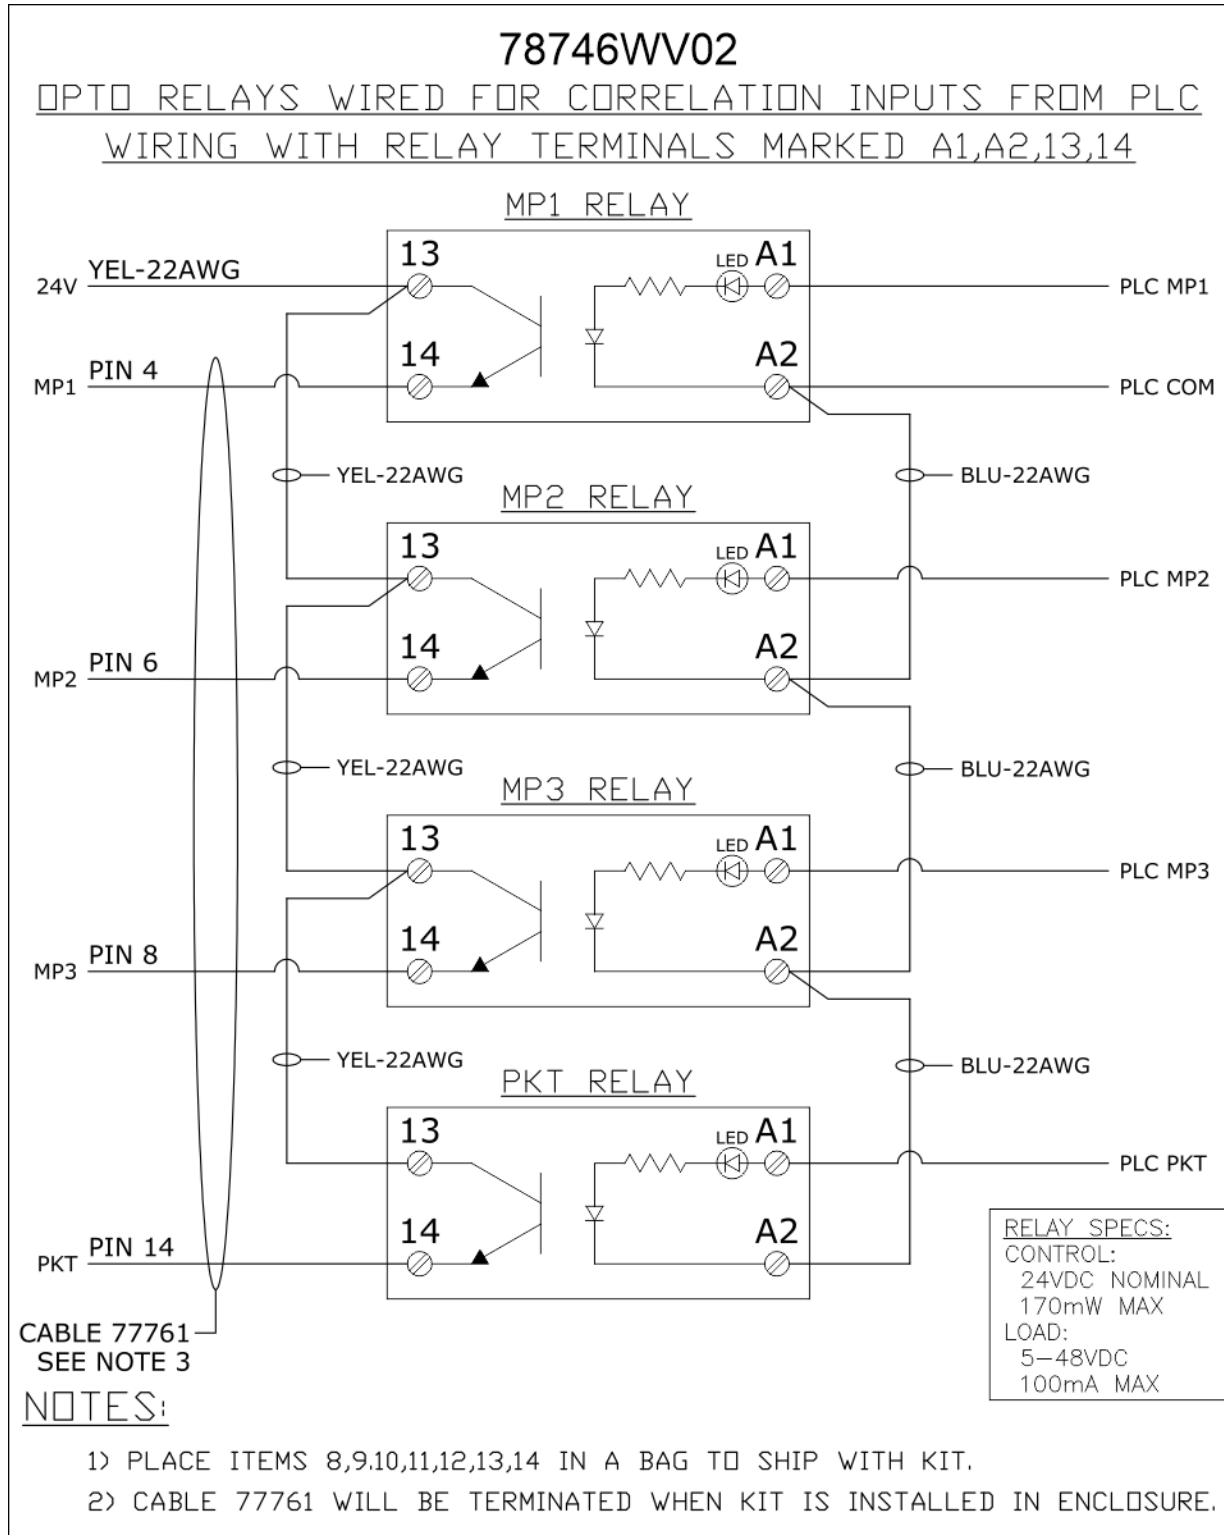 78746WV02
OPTO RELAYS WIRED FOR CORRELATION INPUTS FROM PLC
WIRING WITH RELAY TERMINALS MARKED A1,A2,13,14
MP1 RELAY
13
LED
A1
24V
YEL-22AWG
PLC MP1
14
A2
MP1
PIN 4
PLC COM
YEL-22AWG
BLU-22AWG
MP2 RELAY
13
LED
A1
PLC MP2
14
A2
MP2
PIN 6
YEL-22AWG
BLU-22AWG
MP3 RELAY
13
LED
A1
PLC MP3
14
A2
MP3
PIN 8
YEL-22AWG
BLU-22AWG
PKT RELAY
13
LED
A1
PLC PKT
14
A2
PKT
PIN 14
RELAY SPECS:
CONTROL:
24VDC NOMINAL
170mW MAX
LOAD:
5-48VDC
100mA MAX
CABLE 77761
SEE NOTE 3
NOTES:
1) PLACE ITEMS 8,9.10,11,12,13,14 IN A BAG TO SHIP WITH KIT.
2) CABLE 77761 WILL BE TERMINATED WHEN KIT IS INSTALLED IN ENCLOSURE.